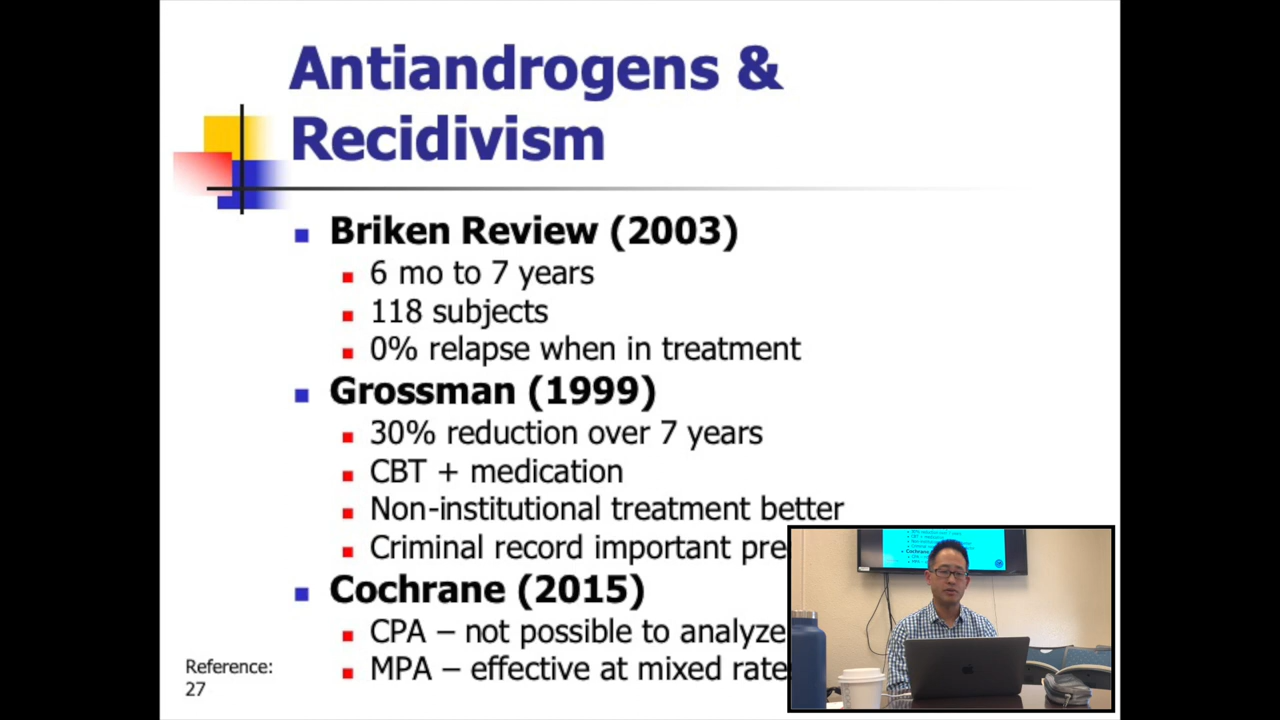 Antiandrogens &
Recidivism
Briken Review (2003)
6 mo to 7 years
118 subjects
0% relapse when in treatment
Grossman (1999)
30% reduction over 7 years
CBT + medication
Non-institutional treatment better
Criminal record important pre
Cochrane (2015)
CPA – not possible to analyze
MPA – effective at mixed rate
Reference:
27